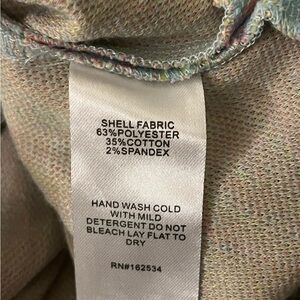 SHELL FABRIC
63%POLYESTER
35%COTTON
2%SPANDEX
HAND WASH COLD
WITH MILD
DETERGENT DO NOT
BLEACH LAY FLAT TO
DRY
RN#162534